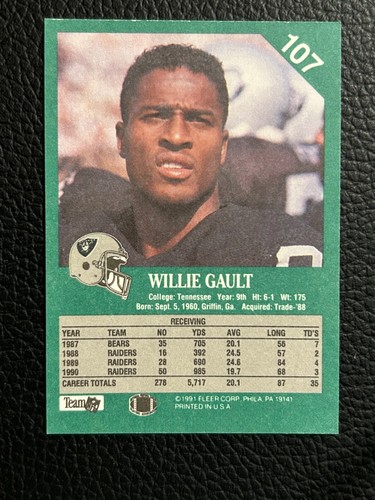 107
WILLIE GAULT
College: Tennessee Year: 9th Ht: 6-1 Wt: 175
Born: Sept. 5, 1960, Griffin, Ga. Acquired: Trade-'88
RECEIVING
YEAR TEAM NO YDS AVG LONG TD'S
1987 BEARS 35 705 20.1 56 7
1988 RAIDERS 16 392 24.5 57 2
1989 RAIDERS 28 690 24.6 84 4
1990 RAIDERS 50 985 19.7 68 3
CAREER TOTALS 278 5,717 20.1 87 35
Team NFL
©1991 FLEER CORP. PHILA. PA 19141
PRINTED IN U.S.A.